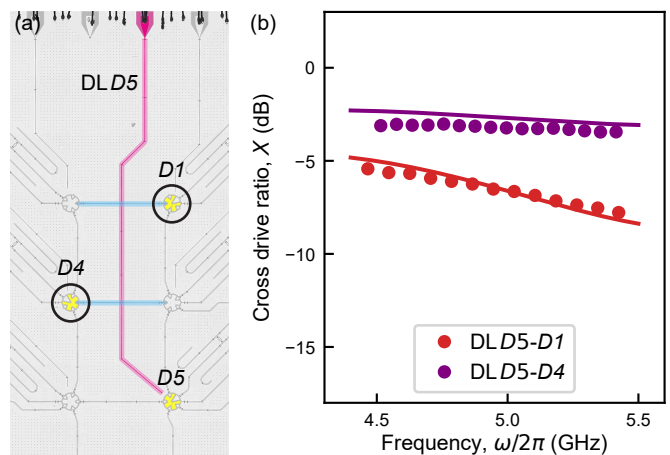 (a)
DL D5
D1
D4
D5
(b)
Cross drive ratio, X (dB)
0
−5
−10
−15
DL D5-D1
DL D5-D4
4.5 5.0 5.5
Frequency, ω/2π (GHz)